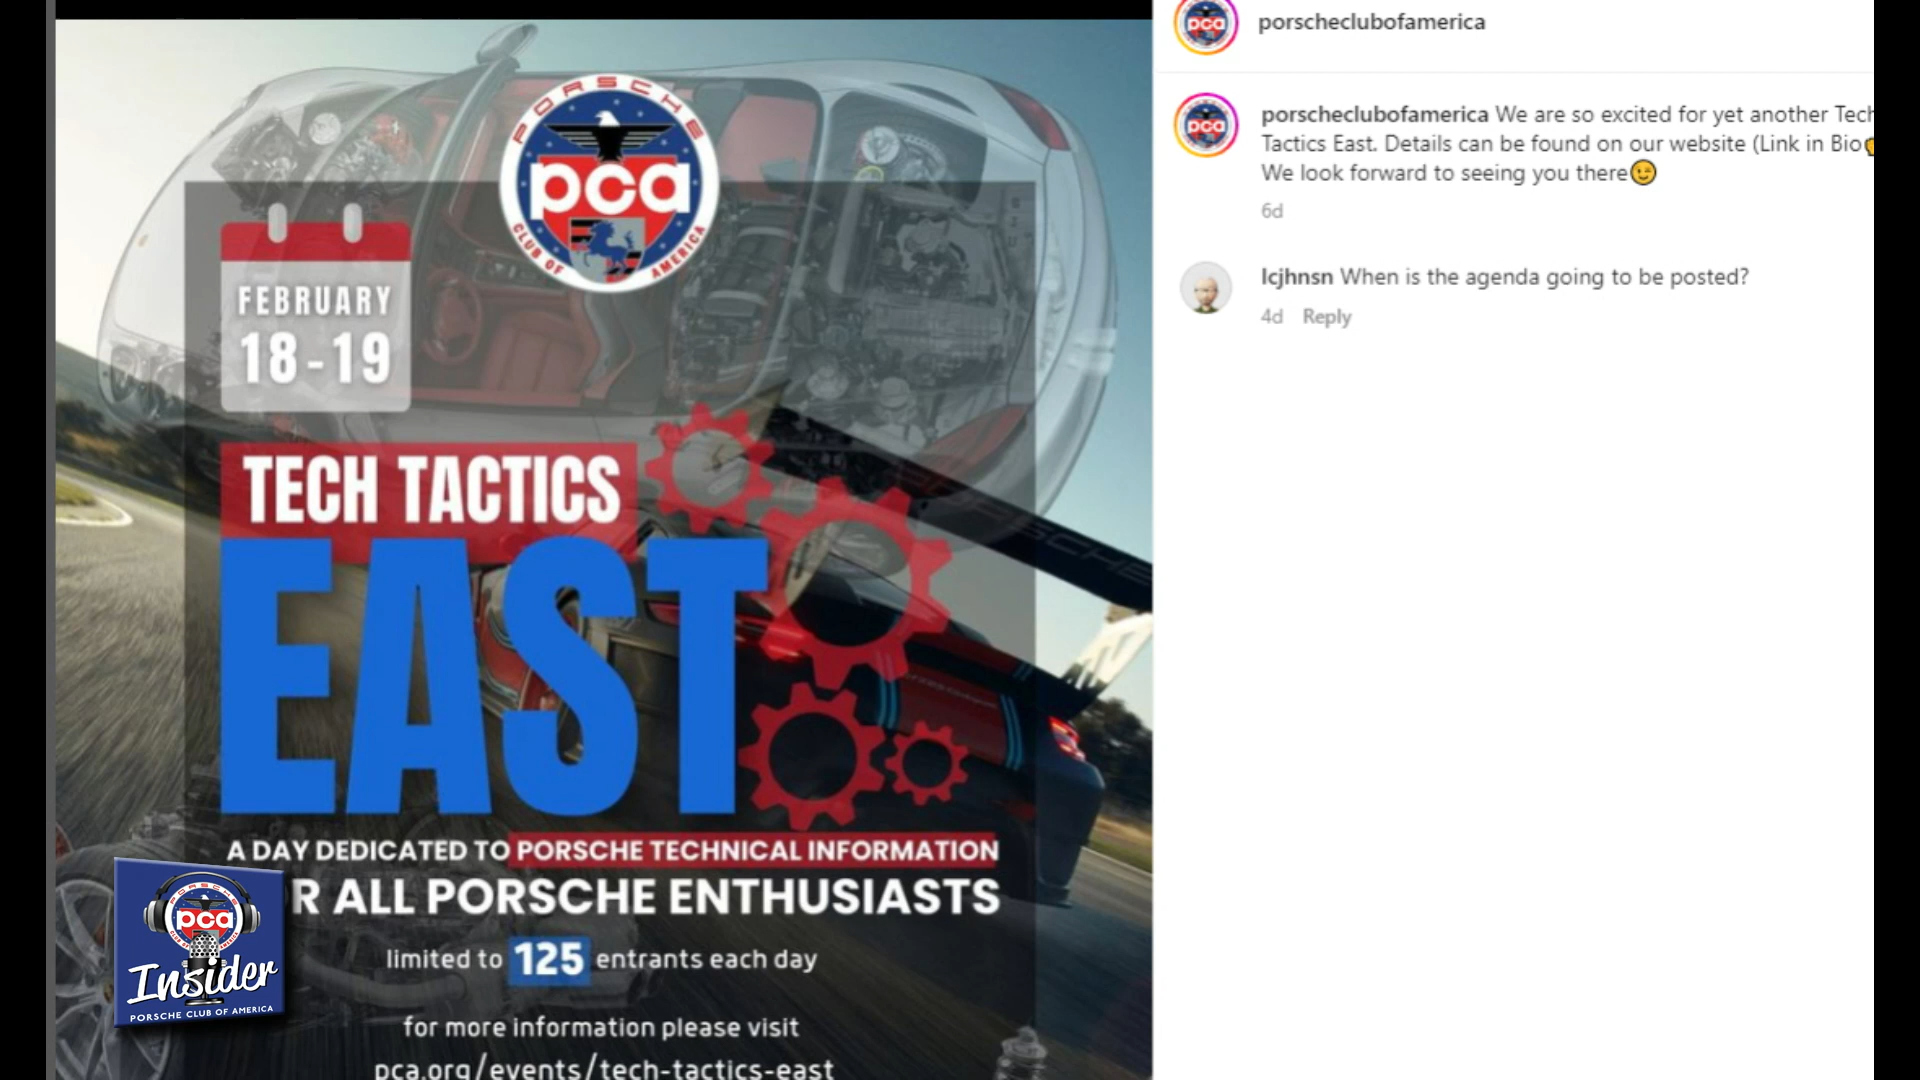 porscheclubofamerica
porscheclubofamerica We are so excited for yet another Tech
Tactics East. Details can be found on our website (Link in Bio
We look forward to seeing you there😉
6d
lcjhnsn When is the agenda going to be posted?
4d Reply
PORSCHE
pca
CLUB OF AMERICA
FEBRUARY
18-19
TECH TACTICS
EAST
PORSCHE
A DAY DEDICATED TO PORSCHE TECHNICAL INFORMATION
R ALL PORSCHE ENTHUSIASTS
limited to 125 entrants each day
for more information please visit
pca.org/events/tech-tactics-east
PORSCHE
pca
Insider
PORSCHE CLUB OF AMERICA